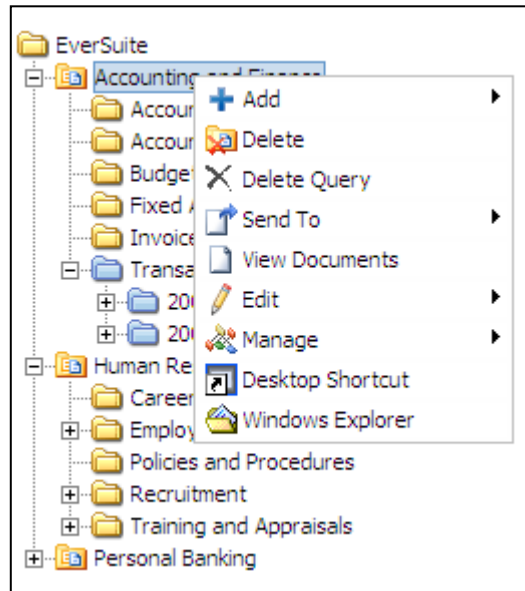 EverSuite
Accounting and Finance
Add
Delete
Delete Query
Send To
View Documents
Edit
Manage
Desktop Shortcut
Windows Explorer
Human
Policies and Procedures
Recruitment
Training and Appraisals
Personal Banking